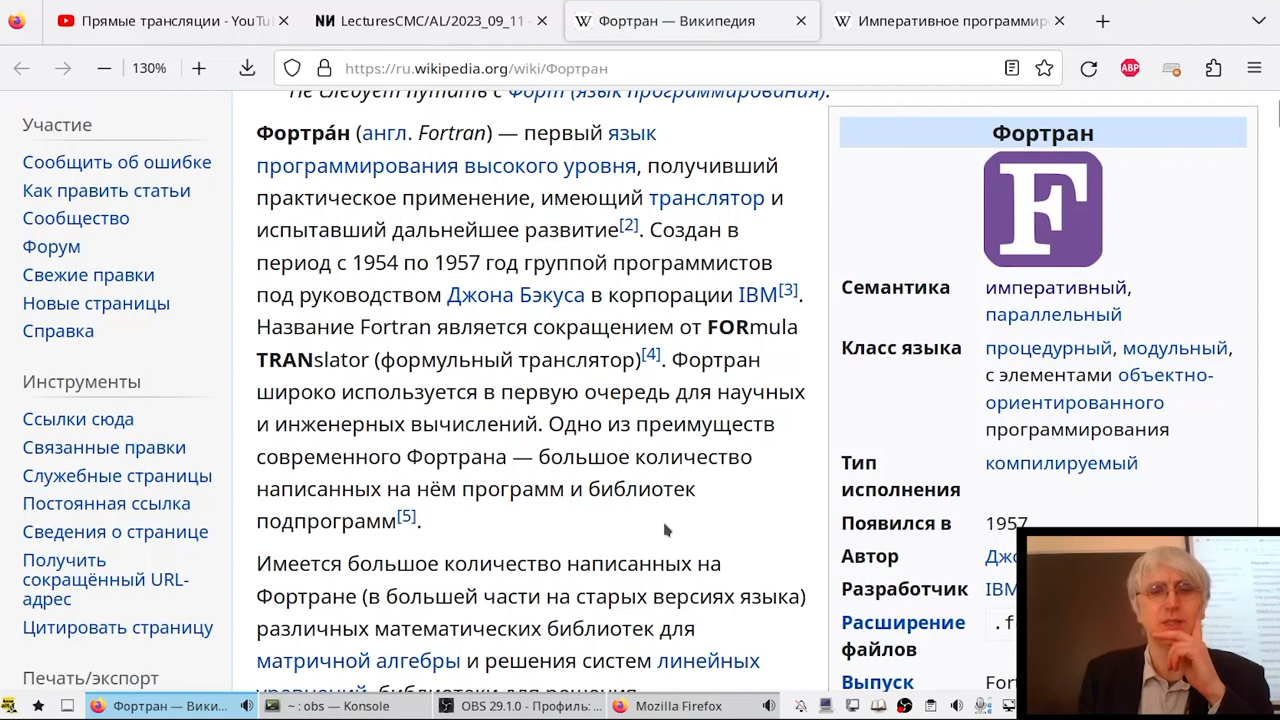 Прямые трансляции - YouTu
LecturesCMC/AL/2023_09_11 -
Фортран — Википедия
Императивное программир
130%
https://ru.wikipedia.org/wiki/Фортран
ABP
Участие
Сообщить об ошибке
Как править статьи
Сообщество
Форум
Свежие правки
Новые страницы
Справка
Инструменты
Ссылки сюда
Связанные правки
Служебные страницы
Постоянная ссылка
Сведения о странице
Получить
сокращённый URL-
адрес
Цитировать страницу
Печать/экспорт
Не следует путать с Форт (язык программирования).
Фортра́н (англ. Fortran) — первый язык
программирования высокого уровня, получивший
практическое применение, имеющий транслятор и
испытавший дальнейшее развитие[2]. Создан в
период с 1954 по 1957 год группой программистов
под руководством Джона Бэкуса в корпорации IBM[3].
Название Fortran является сокращением от FORmula
TRANslator (формульный транслятор)[4]. Фортран
широко используется в первую очередь для научных
и инженерных вычислений. Одно из преимуществ
современного Фортрана — большое количество
написанных на нём программ и библиотек
подпрограмм[5].
Имеется большое количество написанных на
Фортране (в большей части на старых версиях языка)
различных математических библиотек для
матричной алгебры и решения систем линейных
уравнений, библиотеки для решения
Фортран
F
Семантика
императивный,
параллельный
Класс языка
процедурный, модульный,
с элементами объектно-
ориентированного
программирования
Тип
исполнения
компилируемый
Появился в
1957
Автор
Джо
Разработчик
IBM
Расширение
файлов
.f
Выпуск
For
Фортран — Вики...
~ : obs — Konsole
OBS 29.1.0 - Профиль: ...
Mozilla Firefox